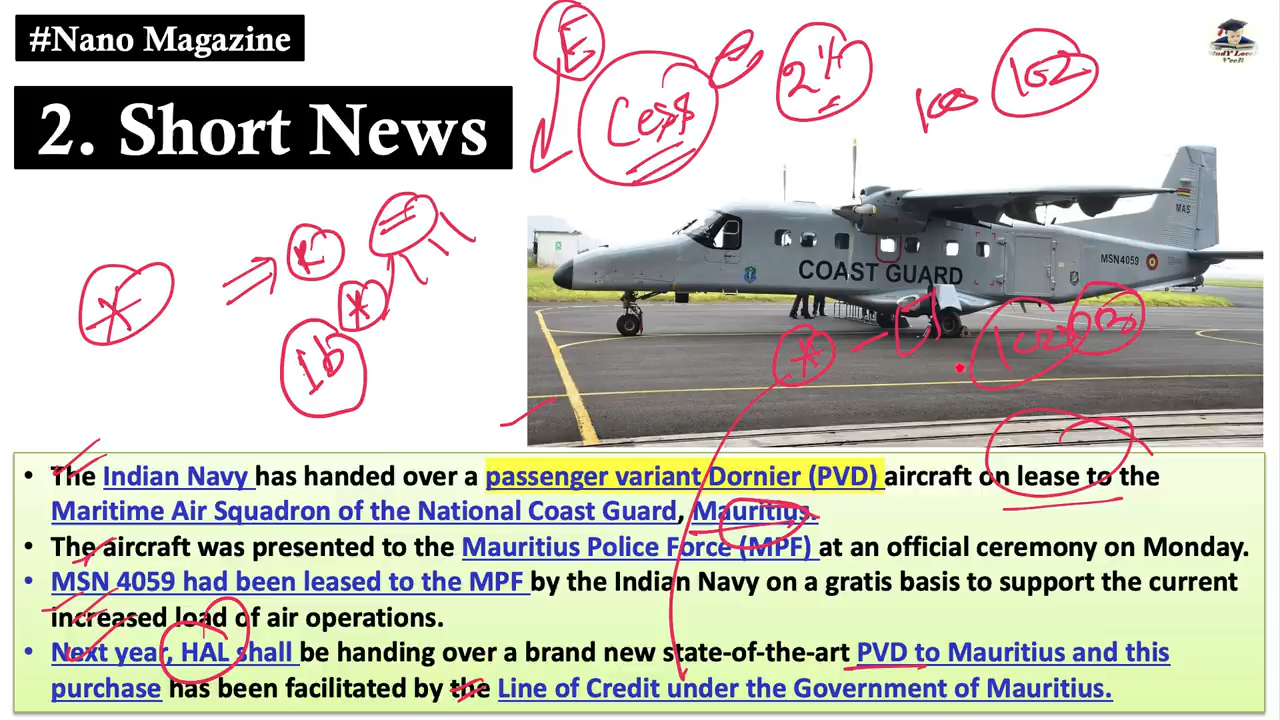 #Nano Magazine
2. Short News
E
2
100
102
16
MAS
MSN4059
COAST GUARD
• The Indian Navy has handed over a passenger variant Dornier (PVD) aircraft on lease to the
Maritime Air Squadron of the National Coast Guard, Mauritius.
• The aircraft was presented to the Mauritius Police Force (MPF) at an official ceremony on Monday.
• MSN 4059 had been leased to the MPF by the Indian Navy on a gratis basis to support the current
increased load of air operations.
• Next year, HAL shall be handing over a brand new state-of-the-art PVD to Mauritius and this
purchase has been facilitated by the Line of Credit under the Government of Mauritius.